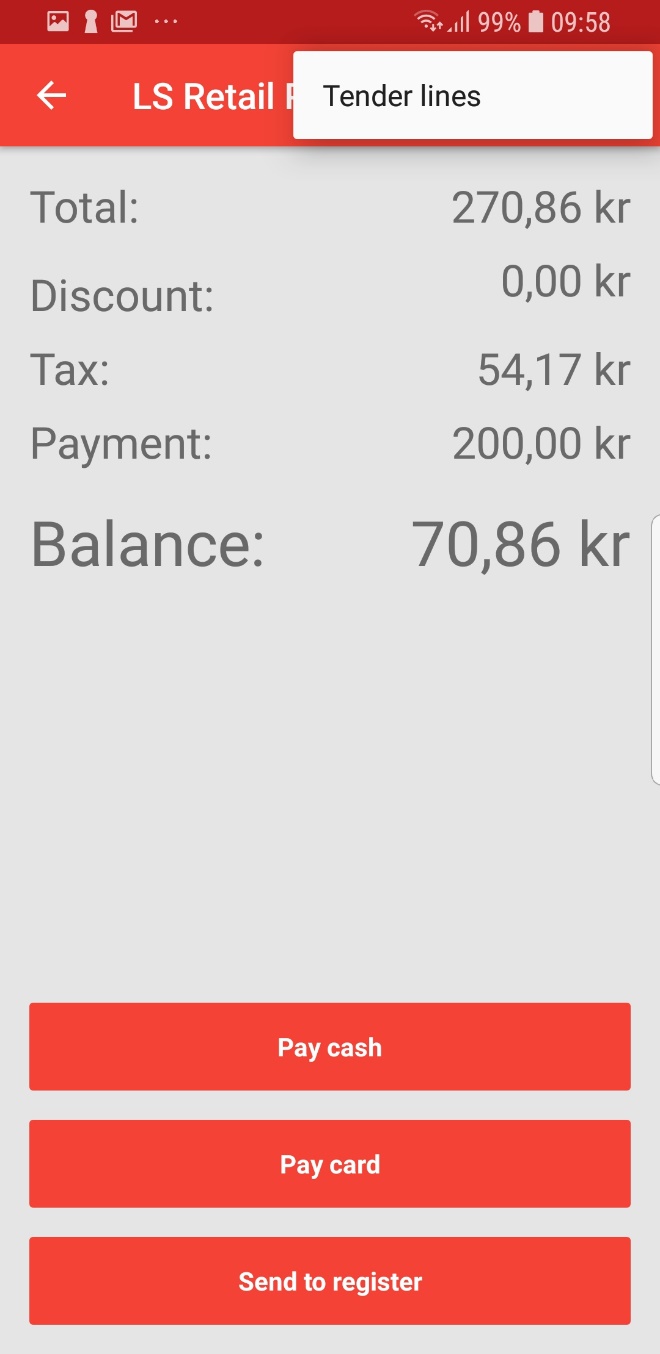 99% 09:58
LS Retail
Tender lines
Total: 270,86 kr
Discount: 0,00 kr
Tax: 54,17 kr
Payment: 200,00 kr
Balance: 70,86 kr
Pay cash
Pay card
Send to register